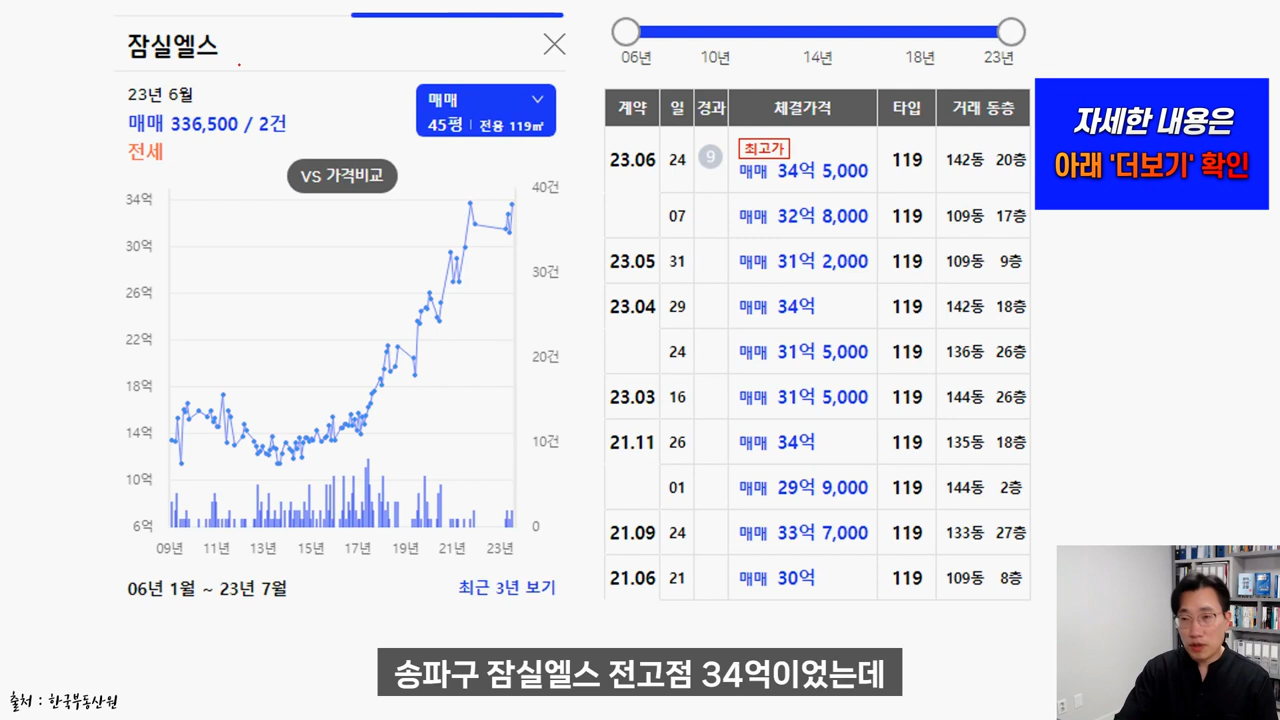 잠실엘스
23년 6월
매매 336,500 / 2건
전세
매매
45평 | 전용 119㎡
VS 가격비교
34억
30억
26억
22억
18억
14억
10억
6억
40건
30건
20건
10건
0
09년 11년 13년 15년 17년 19년 21년 23년
06년 1월 ~ 23년 7월
최근 3년 보기
06년 10년 14년 18년 23년
계약 일 경과 체결가격 타입 거래 동층
최고가
23.06 24 9 매매 34억 5,000 119 142동 20층
07 매매 32억 8,000 119 109동 17층
23.05 31 매매 31억 2,000 119 109동 9층
23.04 29 매매 34억 119 142동 18층
24 매매 31억 5,000 119 136동 26층
23.03 16 매매 31억 5,000 119 144동 26층
21.11 26 매매 34억 119 135동 18층
01 매매 29억 9,000 119 144동 2층
21.09 24 매매 33억 7,000 119 133동 27층
21.06 21 매매 30억 119 109동 8층
자세한 내용은
아래 '더보기' 확인
송파구 잠실엘스 전고점 34억이었는데
출처 : 한국부동산원